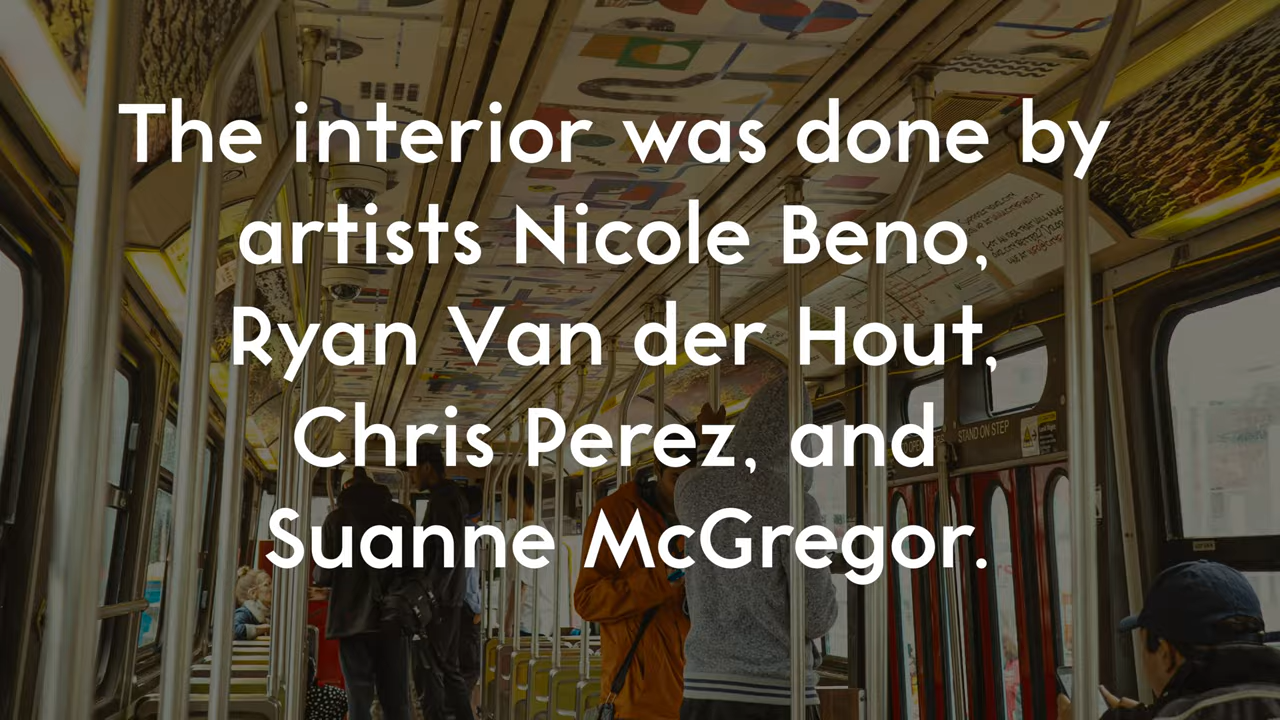 The interior was done by
artists Nicole Beno,
Ryan Van der Hout,
Chris Perez, and
Suanne McGregor.
STAND ON STEP